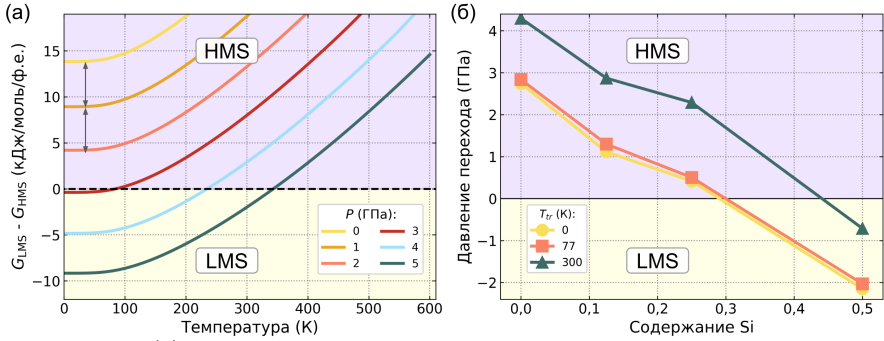 (а)
G_LMS - G_HMS (кДж/моль/ф.е.)
15
10
5
0
−5
−10
HMS
LMS
P (ГПа):
0 3
1 4
2 5
0 100 200 300 400 500 600
Температура (К)
(б)
Давление перехода (ГПа)
4
3
2
1
0
−1
−2
HMS
LMS
T_tr (К):
0
77
300
0,0 0,1 0,2 0,3 0,4 0,5
Содержание Si